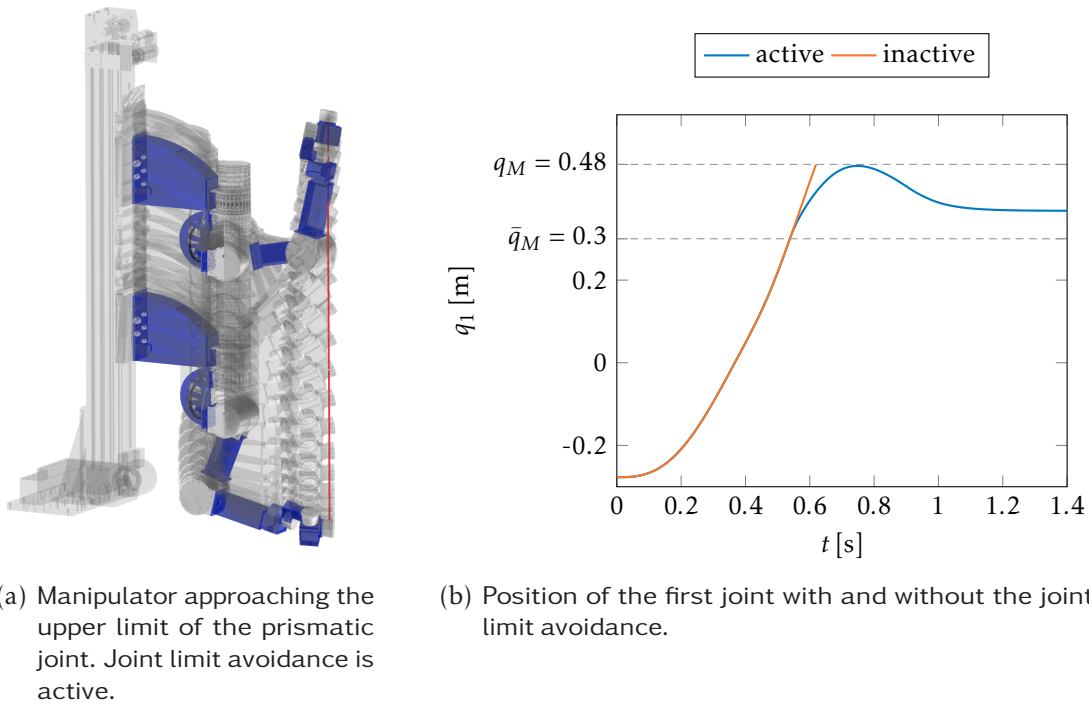 active inactive
q_M = 0.48
q̄_M = 0.3
0.2
0
-0.2
q_1 [m]
0 0.2 0.4 0.6 0.8 1 1.2 1.4
t [s]
(a) Manipulator approaching the
upper limit of the prismatic
joint. Joint limit avoidance is
active.
(b) Position of the first joint with and without the joint
limit avoidance.